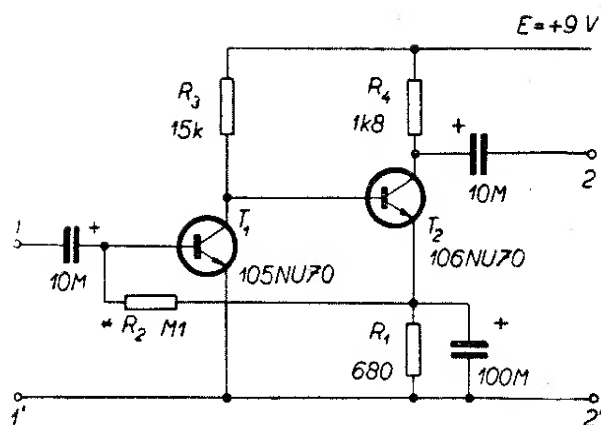 E = +9 V
R3
15k
R4
1k8
+
10M
2
1
+
10M
T1
105NU70
T2
106NU70
* R2 M1
R1
680
+
100M
1'
2'